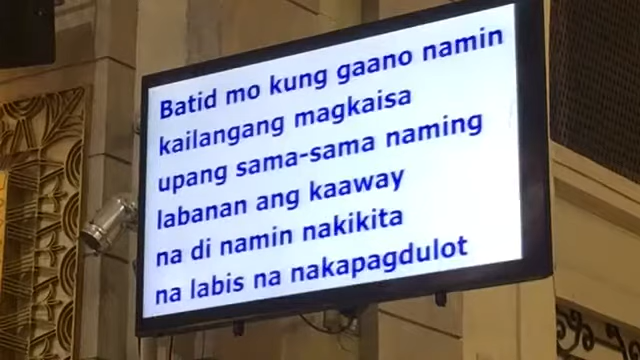 Batid mo kung gaano namin
kailangang magkaisa
upang sama-sama naming
labanan ang kaaway
na di namin nakikita
na labis na nakapagdulot